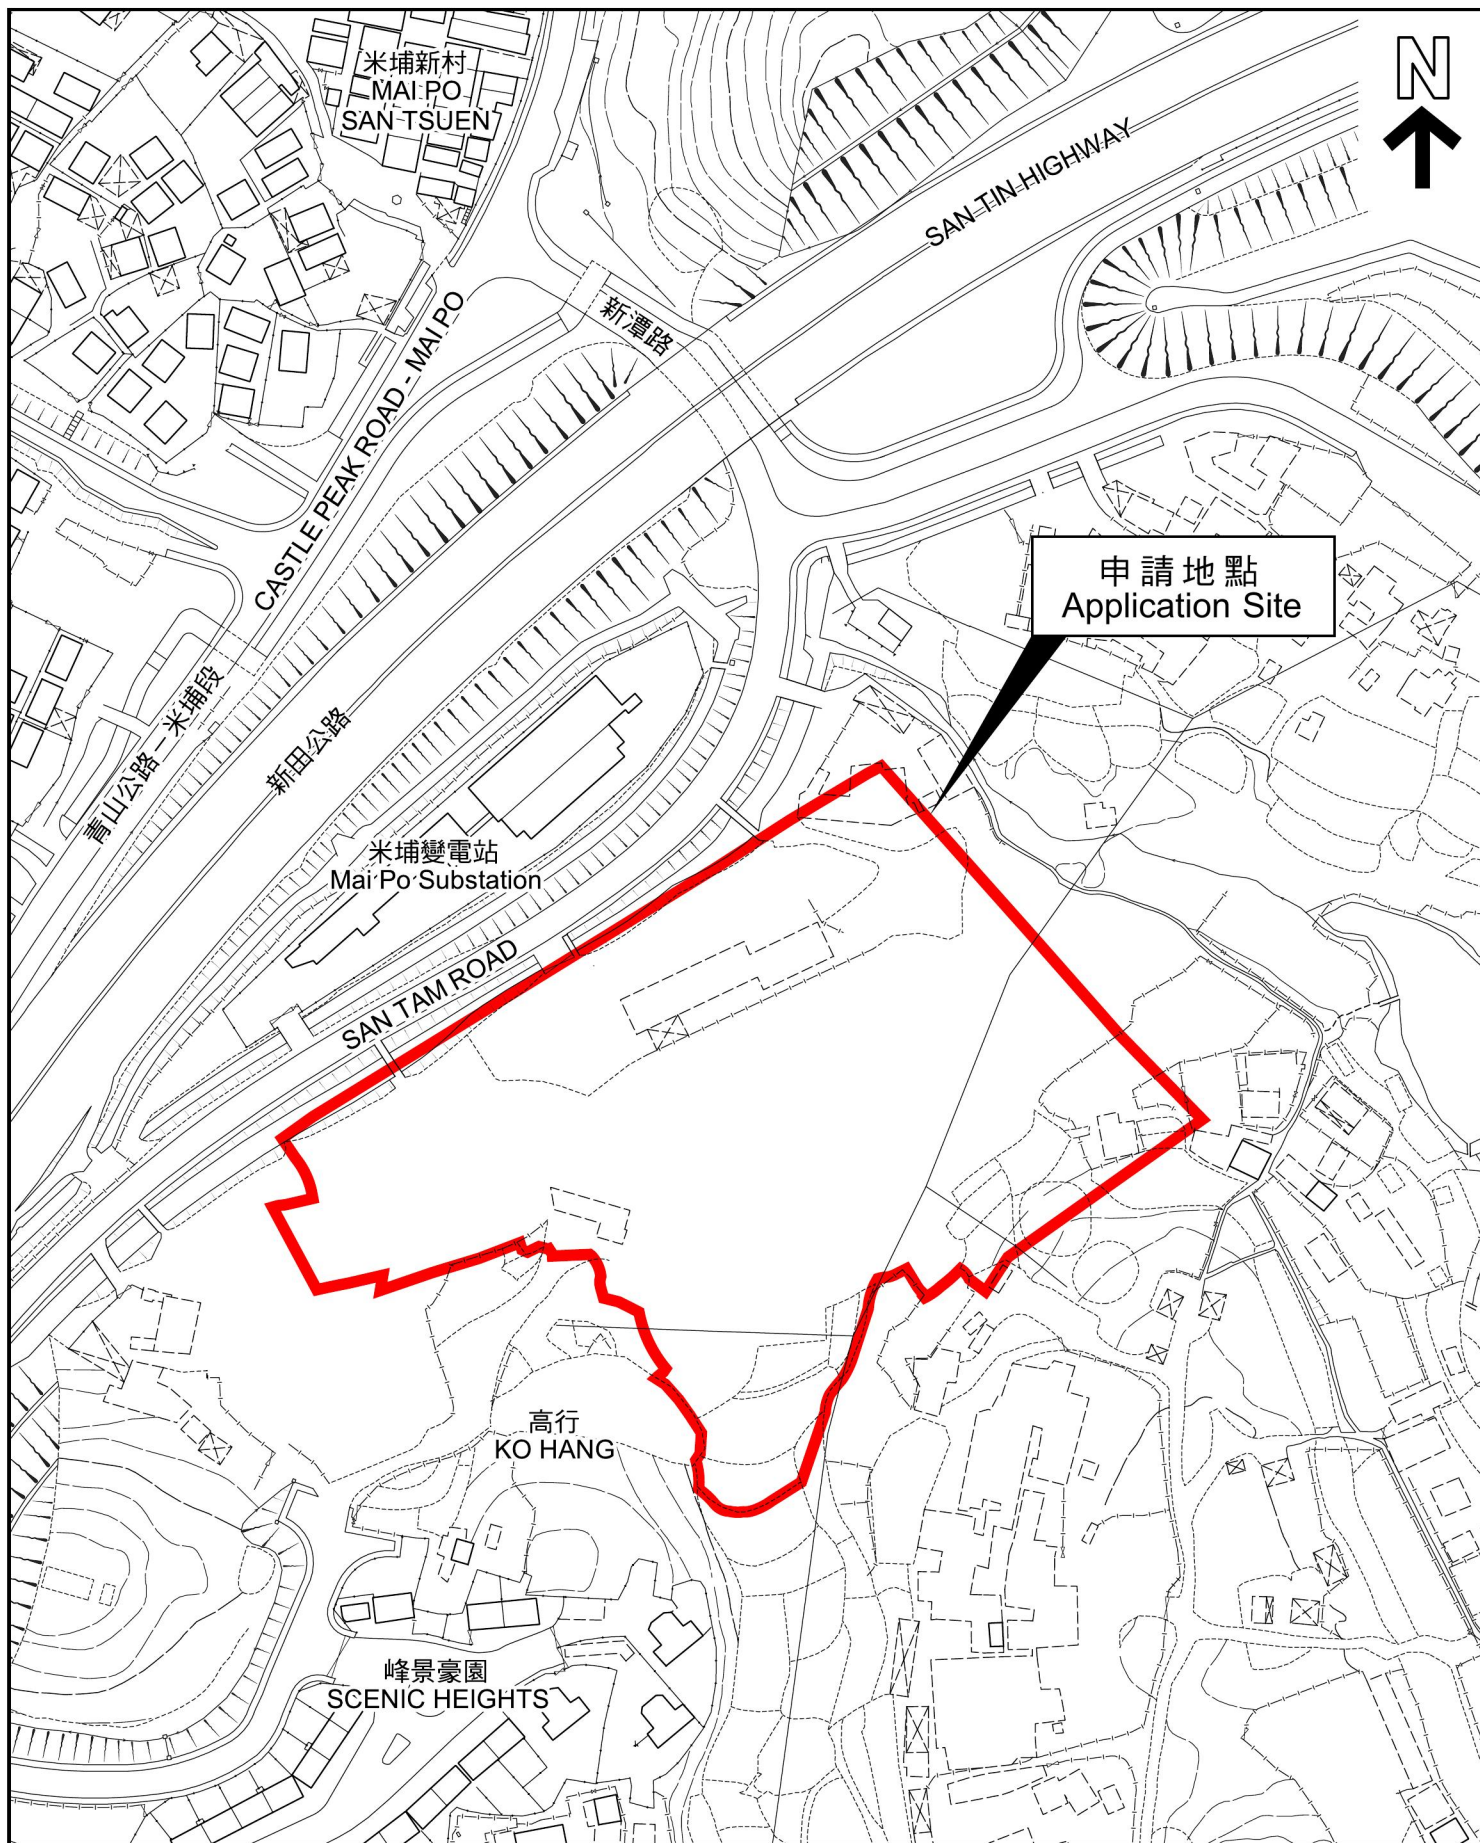 米埔新村
MAI PO
SAN TSUEN
N
SAN TIN HIGHWAY
新潭路
CASTLE PEAK ROAD - MAI PO
申請地點
Application Site
青山公路－米埔段
新田公路
米埔變電站
Mai Po Substation
SAN TAM ROAD
高行
KO HANG
峰景豪園
SCENIC HEIGHTS